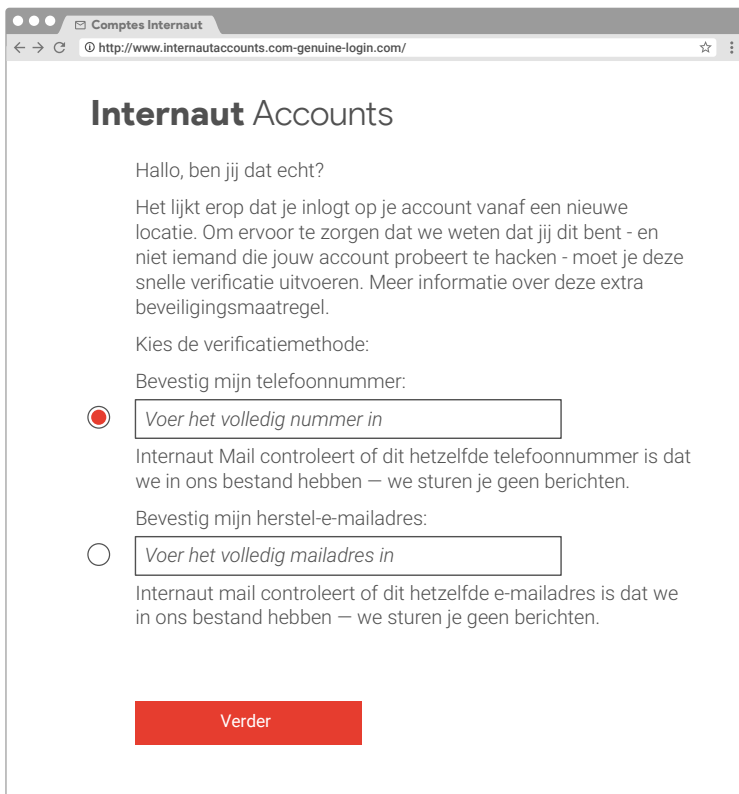 Comptes Internaut
http://www.internautaccounts.com-genuine-login.com/
Internaut Accounts
Hallo, ben jij dat echt?
Het lijkt erop dat je inlogt op je account vanaf een nieuwe
locatie. Om ervoor te zorgen dat we weten dat jij dit bent - en
niet iemand die jouw account probeert te hacken - moet je deze
snelle verificatie uitvoeren. Meer informatie over deze extra
beveiligingsmaatregel.
Kies de verificatiemethode:
Bevestig mijn telefoonnummer:
Voer het volledig nummer in
Internaut Mail controleert of dit hetzelfde telefoonnummer is dat
we in ons bestand hebben — we sturen je geen berichten.
Bevestig mijn herstel-e-mailadres:
Voer het volledig mailadres in
Internaut mail controleert of dit hetzelfde e-mailadres is dat we
in ons bestand hebben — we sturen je geen berichten.
Verder